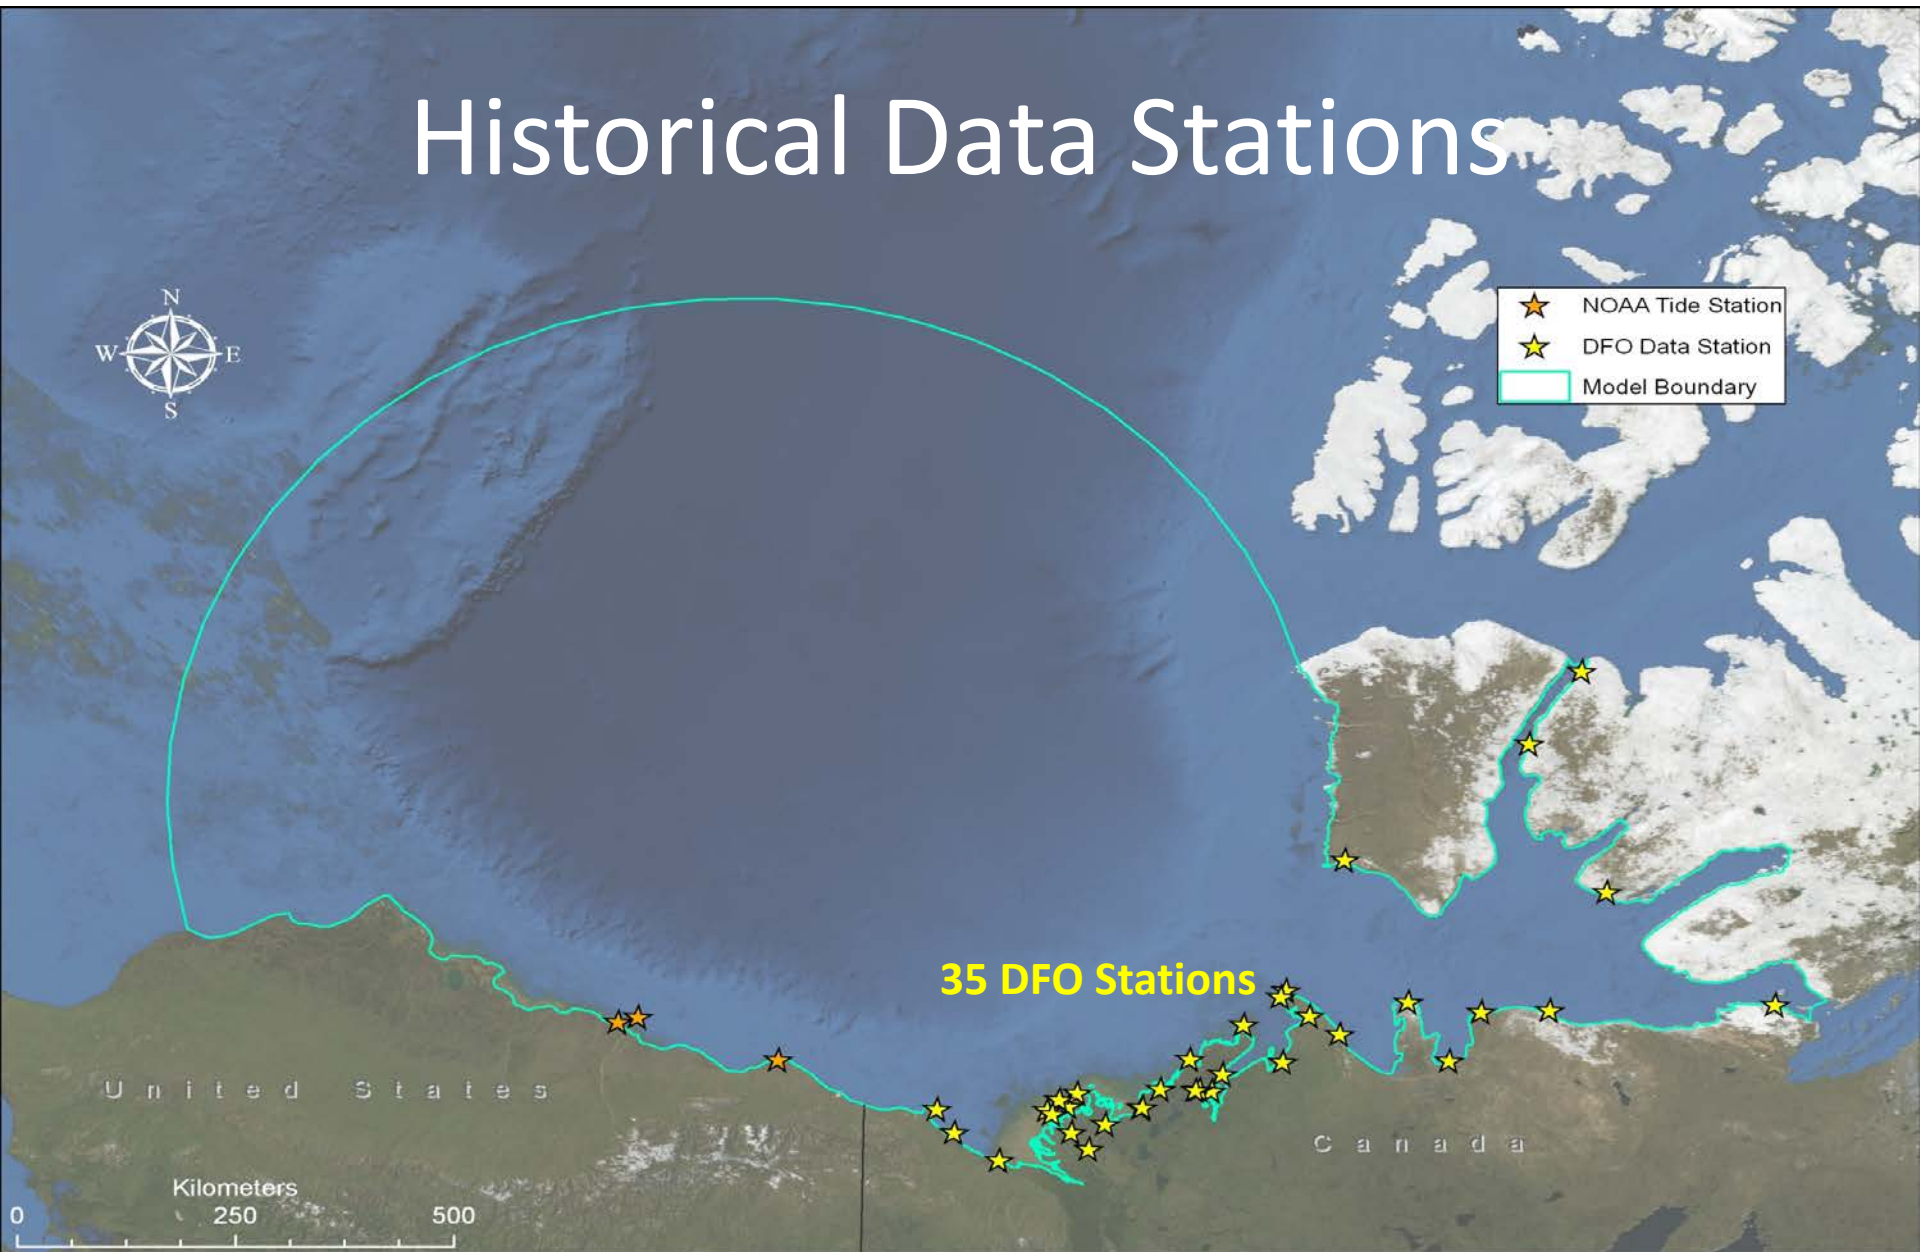 Historical Data Stations
N
W E
S
NOAA Tide Station
DFO Data Station
Model Boundary
35 DFO Stations
United States
Canada
Kilometers
0 250 500